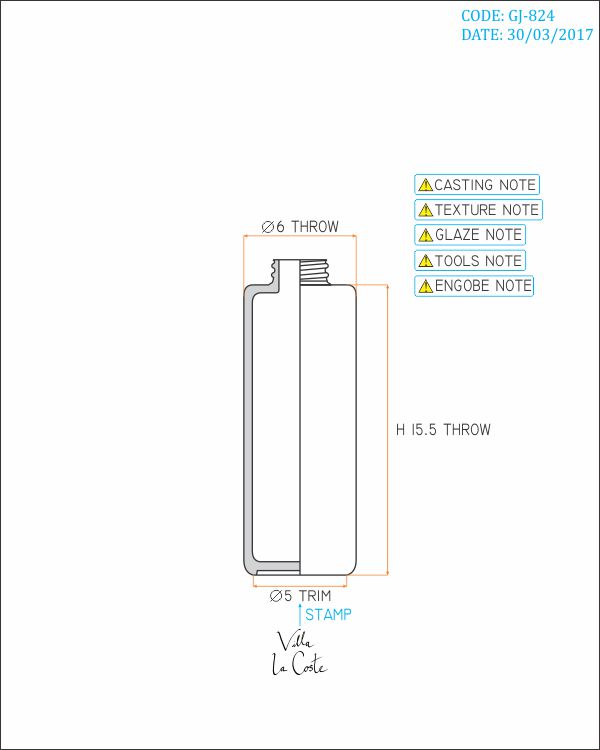 CODE: GJ-824
DATE: 30/03/2017
CASTING NOTE
TEXTURE NOTE
GLAZE NOTE
TOOLS NOTE
ENGOBE NOTE
Ø6 THROW
H 15.5 THROW
Ø5 TRIM
STAMP
Villa
La Coste